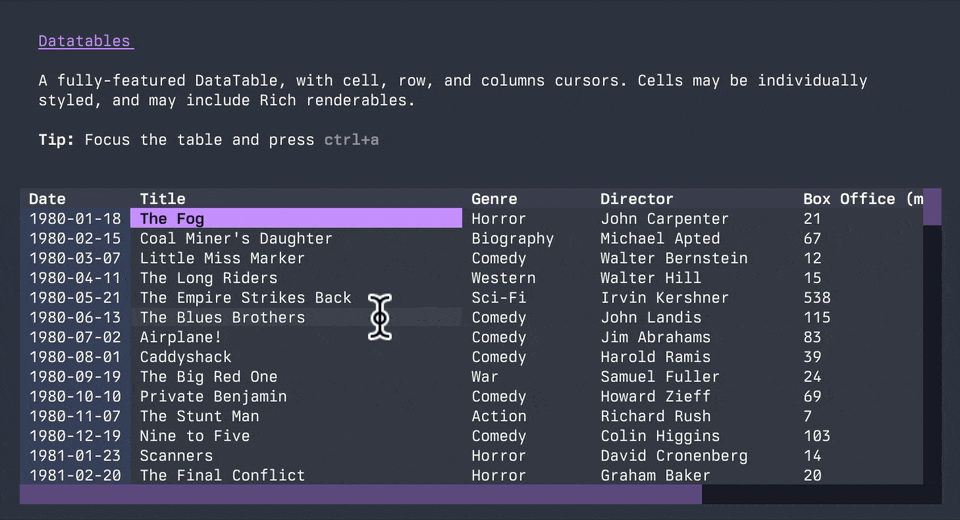 Datatables
A fully-featured DataTable, with cell, row, and columns cursors. Cells may be individually
styled, and may include Rich renderables.
Tip: Focus the table and press ctrl+a
Date Title Genre Director Box Office (m
1980-01-18 The Fog Horror John Carpenter 21
1980-02-15 Coal Miner's Daughter Biography Michael Apted 67
1980-03-07 Little Miss Marker Comedy Walter Bernstein 12
1980-04-11 The Long Riders Western Walter Hill 15
1980-05-21 The Empire Strikes Back Sci-Fi Irvin Kershner 538
1980-06-13 The Blues Brothers Comedy John Landis 115
1980-07-02 Airplane! Comedy Jim Abrahams 83
1980-08-01 Caddyshack Comedy Harold Ramis 39
1980-09-19 The Big Red One War Samuel Fuller 24
1980-10-10 Private Benjamin Comedy Howard Zieff 69
1980-11-07 The Stunt Man Action Richard Rush 7
1980-12-19 Nine to Five Comedy Colin Higgins 103
1981-01-23 Scanners Horror David Cronenberg 14
1981-02-20 The Final Conflict Horror Graham Baker 20